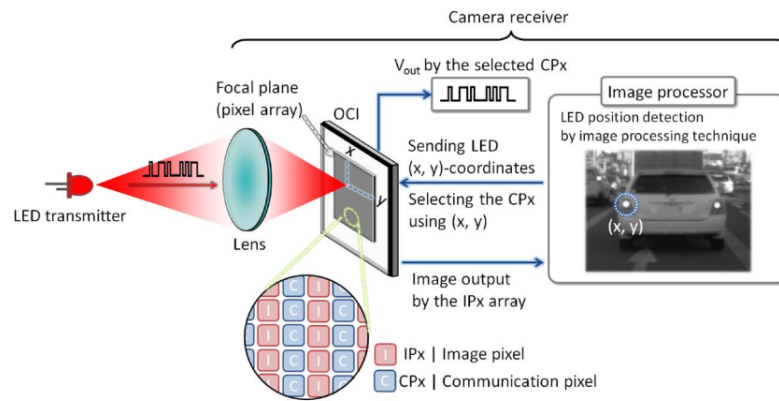 Camera receiver
V_out by the selected CPx
Focal plane
(pixel array)
OCI
Image processor
LED position detection
by image processing technique
x
y
Sending LED
(x, y)-coordinates
Selecting the CPx
using (x, y)
(x, y)
LED transmitter
Lens
Image output
by the IPx array
C I C I
I C I C I
I C I C I
I C I C I
C I C
I IPx | Image pixel
C CPx | Communication pixel